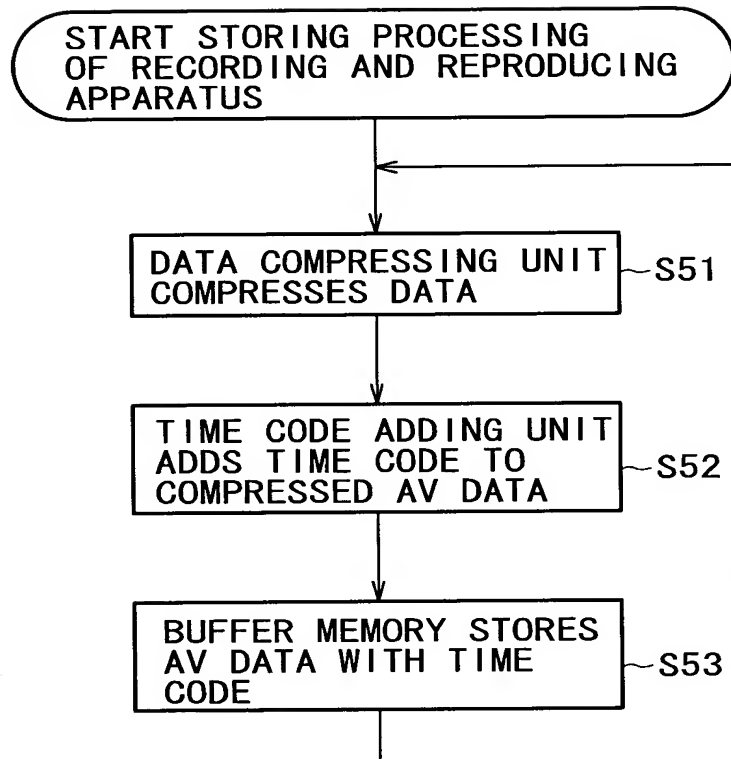 START STORING PROCESSING
OF RECORDING AND REPRODUCING
APPARATUS
DATA COMPRESSING UNIT
COMPRESSES DATA
S51
TIME CODE ADDING UNIT
ADDS TIME CODE TO
COMPRESSED AV DATA
S52
BUFFER MEMORY STORES
AV DATA WITH TIME
CODE
S53